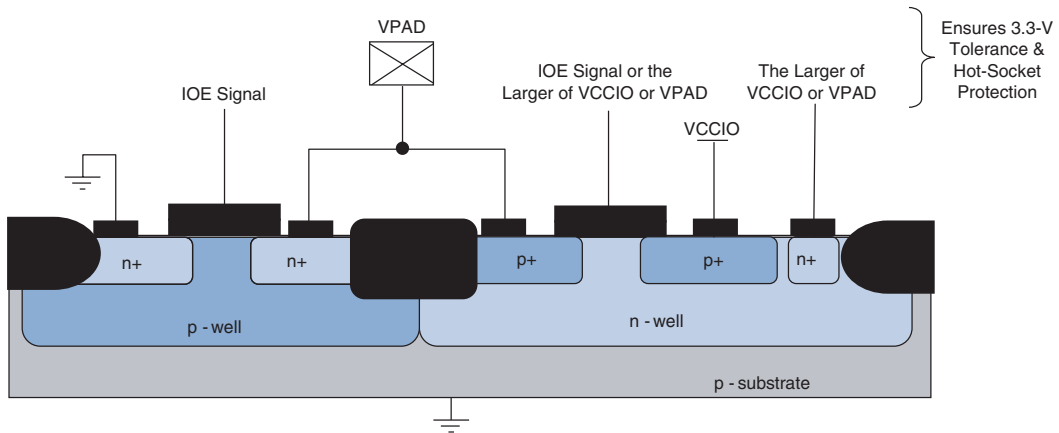 VPAD
IOE Signal
IOE Signal or the
Larger of VCCIO or VPAD
The Larger of
VCCIO or VPAD
Ensures 3.3-V
Tolerance &
Hot-Socket
Protection
VCCIO
n+
n+
p+
p+
n+
p - well
n - well
p - substrate